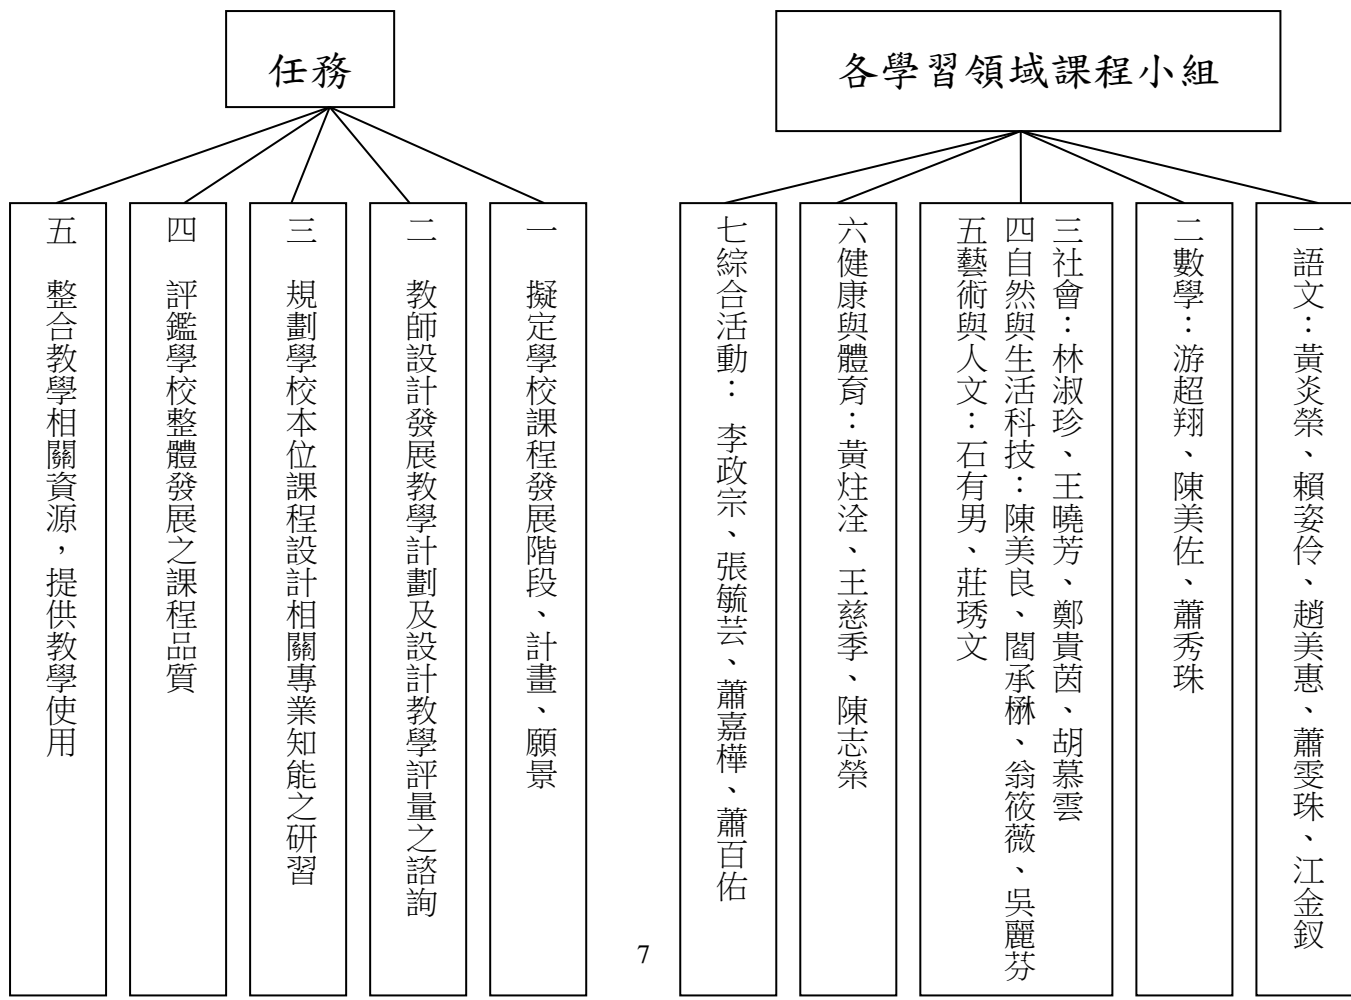 任務
各學習領域課程小組
一語文：黃炎榮、賴姿伶、趙美惠、蕭雯珠、江金釵
二數學：游超翔、陳美佐、蕭秀珠
三社會：林淑珍、王曉芳、鄭貴茵、胡慕雲
四自然與生活科技：陳美良、閻承楙、翁筱薇、吳麗芬
五藝術與人文：石有男、莊琇文
六健康與體育：黃炷洤、王慈季、陳志榮
七綜合活動：李政宗、張毓芸、蕭嘉樺、蕭百佑
一 擬定學校課程發展階段、計畫、願景
二 教師設計發展教學計劃及設計教學評量之諮詢
三 規劃學校本位課程設計相關專業知能之研習
四 評鑑學校整體發展之課程品質
五 整合教學相關資源，提供教學使用
7